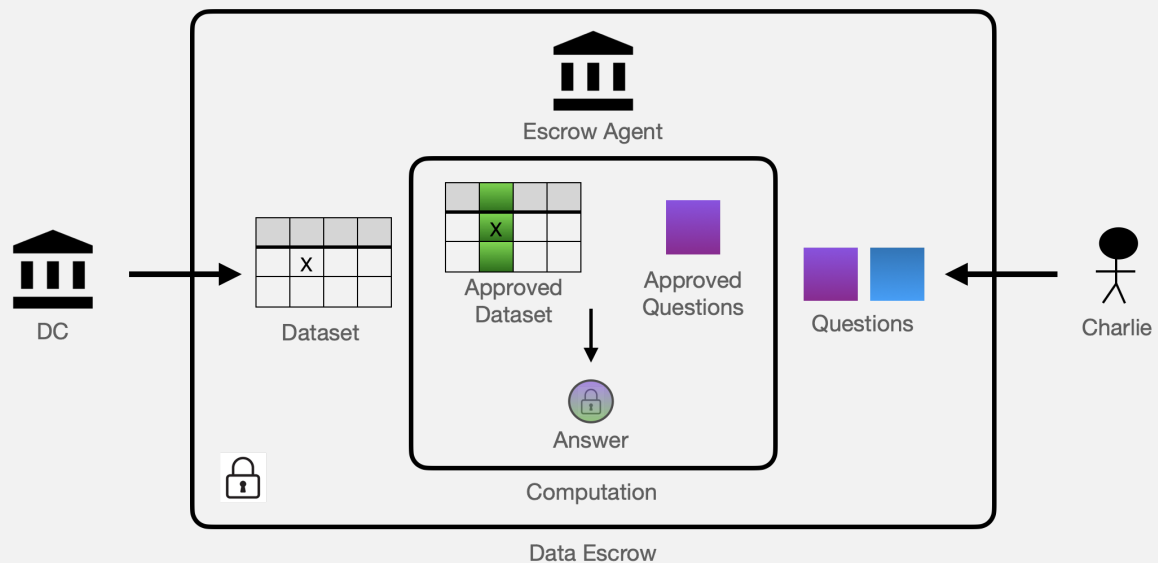 Escrow Agent
X
Approved
Dataset
Approved
Questions
X
Dataset
DC
Questions
Charlie
Answer
Computation
Data Escrow